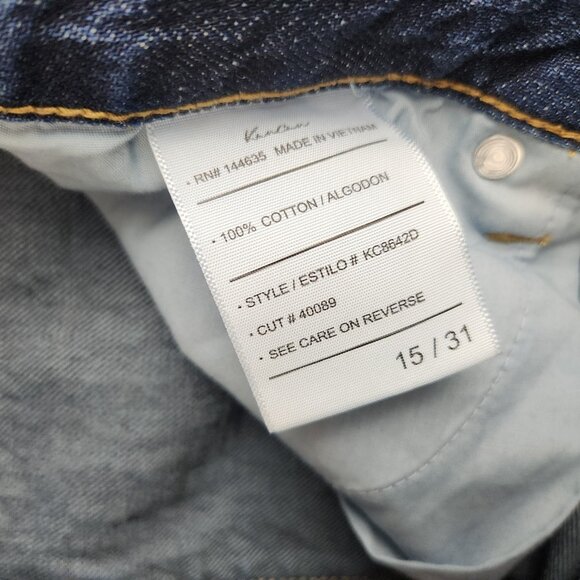 KanCan
· RN# 144635 MADE IN VIETNAM
· 100% COTTON / ALGODON
· STYLE / ESTILO # KC8642D
· CUT # 40089
· SEE CARE ON REVERSE
15 / 31